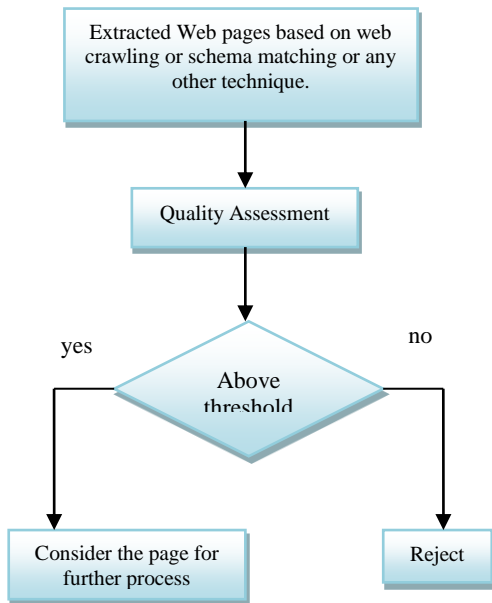 Extracted Web pages based on web
crawling or schema matching or any
other technique.
Quality Assessment
yes
no
Above
threshold
Consider the page for
further process
Reject